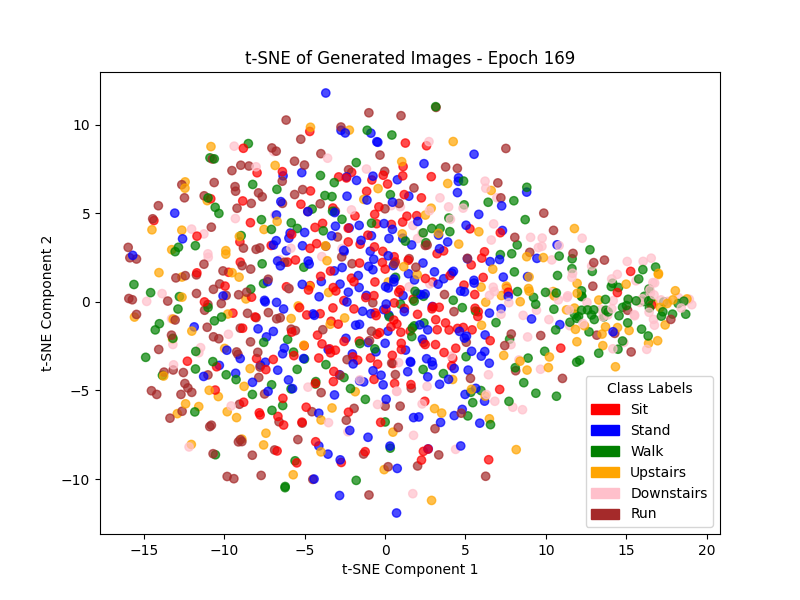 t-SNE of Generated Images - Epoch 169
10
5
0
−5
−10
t-SNE Component 2
−15
−10
−5
0
5
10
15
20
t-SNE Component 1
Class Labels
Sit
Stand
Walk
Upstairs
Downstairs
Run